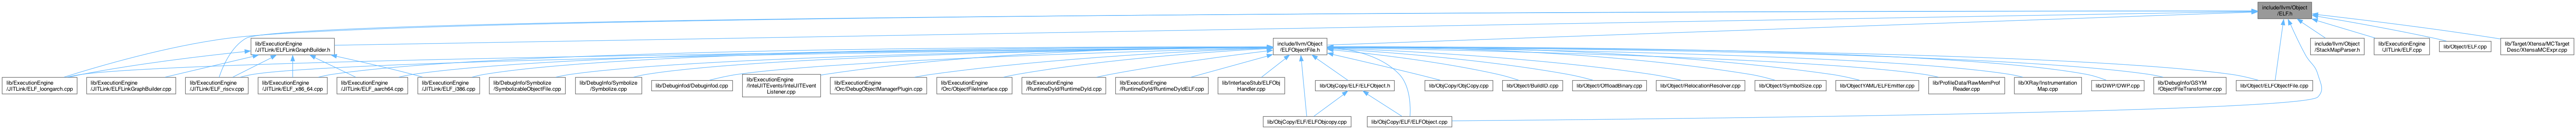 include/llvm/Object
/ELF.h
lib/ExecutionEngine
/JITLink/ELFLinkGraphBuilder.h
include/llvm/Object
/ELFObjectFile.h
include/llvm/Object
/StackMapParser.h
lib/ExecutionEngine
/JITLink/ELF.cpp
lib/Object/ELF.cpp
lib/Target/Xtensa/MCTarget
Desc/XtensaMCExpr.cpp
lib/ExecutionEngine
/JITLink/ELF_loongarch.cpp
lib/ExecutionEngine
/JITLink/ELFLinkGraphBuilder.cpp
lib/ExecutionEngine
/JITLink/ELF_riscv.cpp
lib/ExecutionEngine
/JITLink/ELF_x86_64.cpp
lib/ExecutionEngine
/JITLink/ELF_aarch64.cpp
lib/ExecutionEngine
/JITLink/ELF_i386.cpp
lib/DebugInfo/Symbolize
/SymbolizableObjectFile.cpp
lib/DebugInfo/Symbolize
/Symbolize.cpp
lib/Debuginfod/Debuginfod.cpp
lib/ExecutionEngine
/IntelJITEvents/IntelJITEvent
Listener.cpp
lib/ExecutionEngine
/Orc/DebugObjectManagerPlugin.cpp
lib/ExecutionEngine
/Orc/ObjectFileInterface.cpp
lib/ExecutionEngine
/RuntimeDyld/RuntimeDyld.cpp
lib/ExecutionEngine
/RuntimeDyld/RuntimeDyldELF.cpp
lib/InterfaceStub/ELFObj
Handler.cpp
lib/ObjCopy/ELF/ELFObject.h
lib/ObjCopy/ObjCopy.cpp
lib/Object/BuildID.cpp
lib/Object/OffloadBinary.cpp
lib/Object/RelocationResolver.cpp
lib/Object/SymbolSize.cpp
lib/ObjectYAML/ELFEmitter.cpp
lib/ProfileData/RawMemProf
Reader.cpp
lib/XRay/Instrumentation
Map.cpp
lib/DWP/DWP.cpp
lib/DebugInfo/GSYM
/ObjectFileTransformer.cpp
lib/Object/ELFObjectFile.cpp
lib/ObjCopy/ELF/ELFObjcopy.cpp
lib/ObjCopy/ELF/ELFObject.cpp